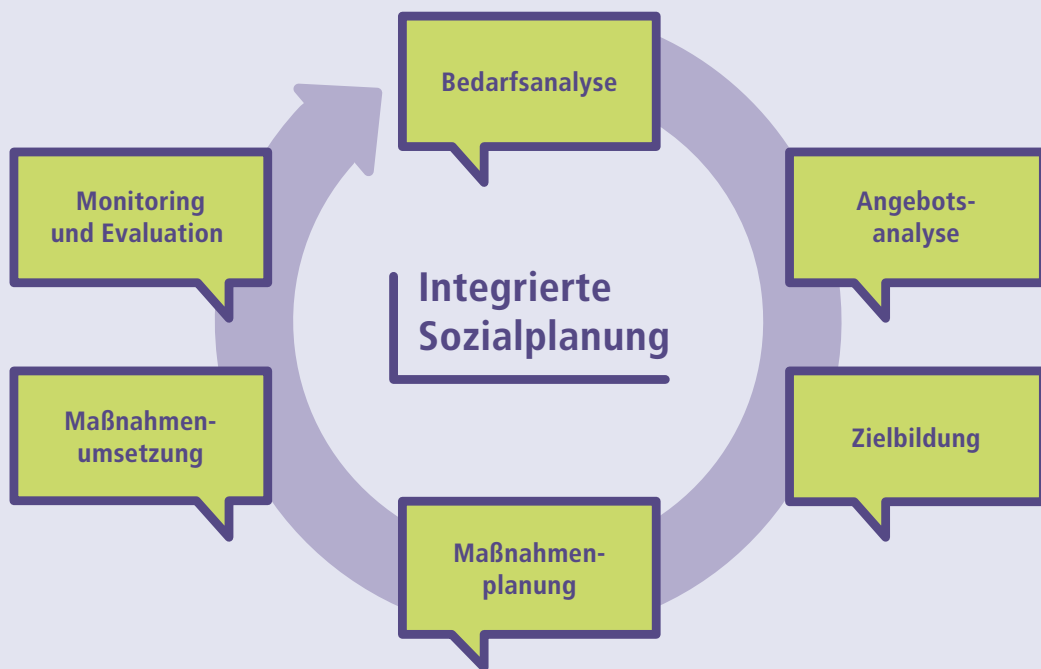 Bedarfsanalyse
Angebots-
analyse
Zielbildung
Maßnahmen-
planung
Maßnahmen-
umsetzung
Monitoring
und Evaluation
Integrierte
Sozialplanung